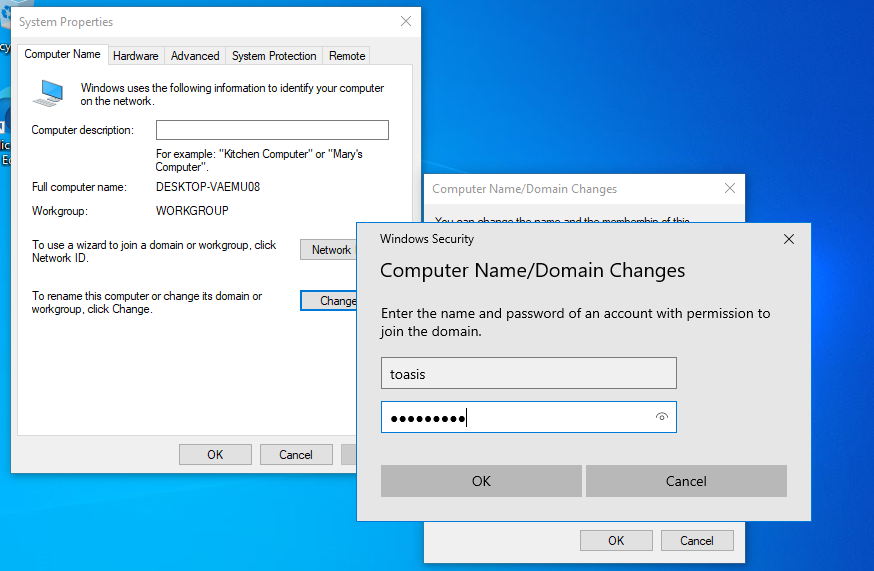 System Properties
Computer Name
Hardware
Advanced
System Protection
Remote
Windows uses the following information to identify your computer
on the network.
Computer description:
For example: "Kitchen Computer" or "Mary's
Computer".
Full computer name:
DESKTOP-VAEMU08
Workgroup:
WORKGROUP
To use a wizard to join a domain or workgroup, click
Network ID.
Network
To rename this computer or change its domain or
workgroup, click Change.
Change
OK
Cancel
Computer Name/Domain Changes
You can change the name and the membership of this
Windows Security
Computer Name/Domain Changes
Enter the name and password of an account with permission to
join the domain.
toasis
●●●●●●●●●
OK
Cancel
OK
Cancel